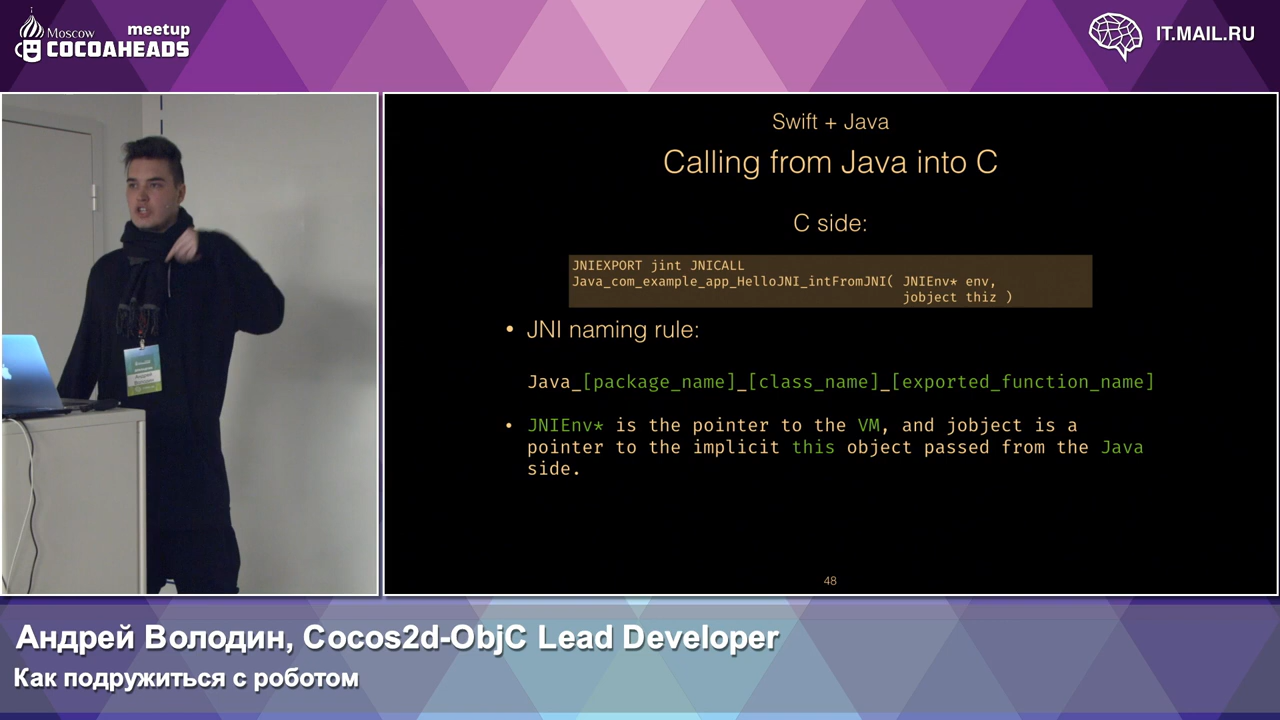 Moscow
meetup
COCOAHEADS
IT.MAIL.RU
Swift + Java
Calling from Java into C
C side:
JNIEXPORT jint JNICALL
Java_com_example_app_HelloJNI_intFromJNI( JNIEnv* env,
jobject thiz )
• JNI naming rule:
Java_[package_name]_[class_name]_[exported_function_name]
• JNIEnv* is the pointer to the VM, and jobject is a
pointer to the implicit this object passed from the Java
side.
48
Андрей Володин, Cocos2d-ObjC Lead Developer
Как подружиться с роботом